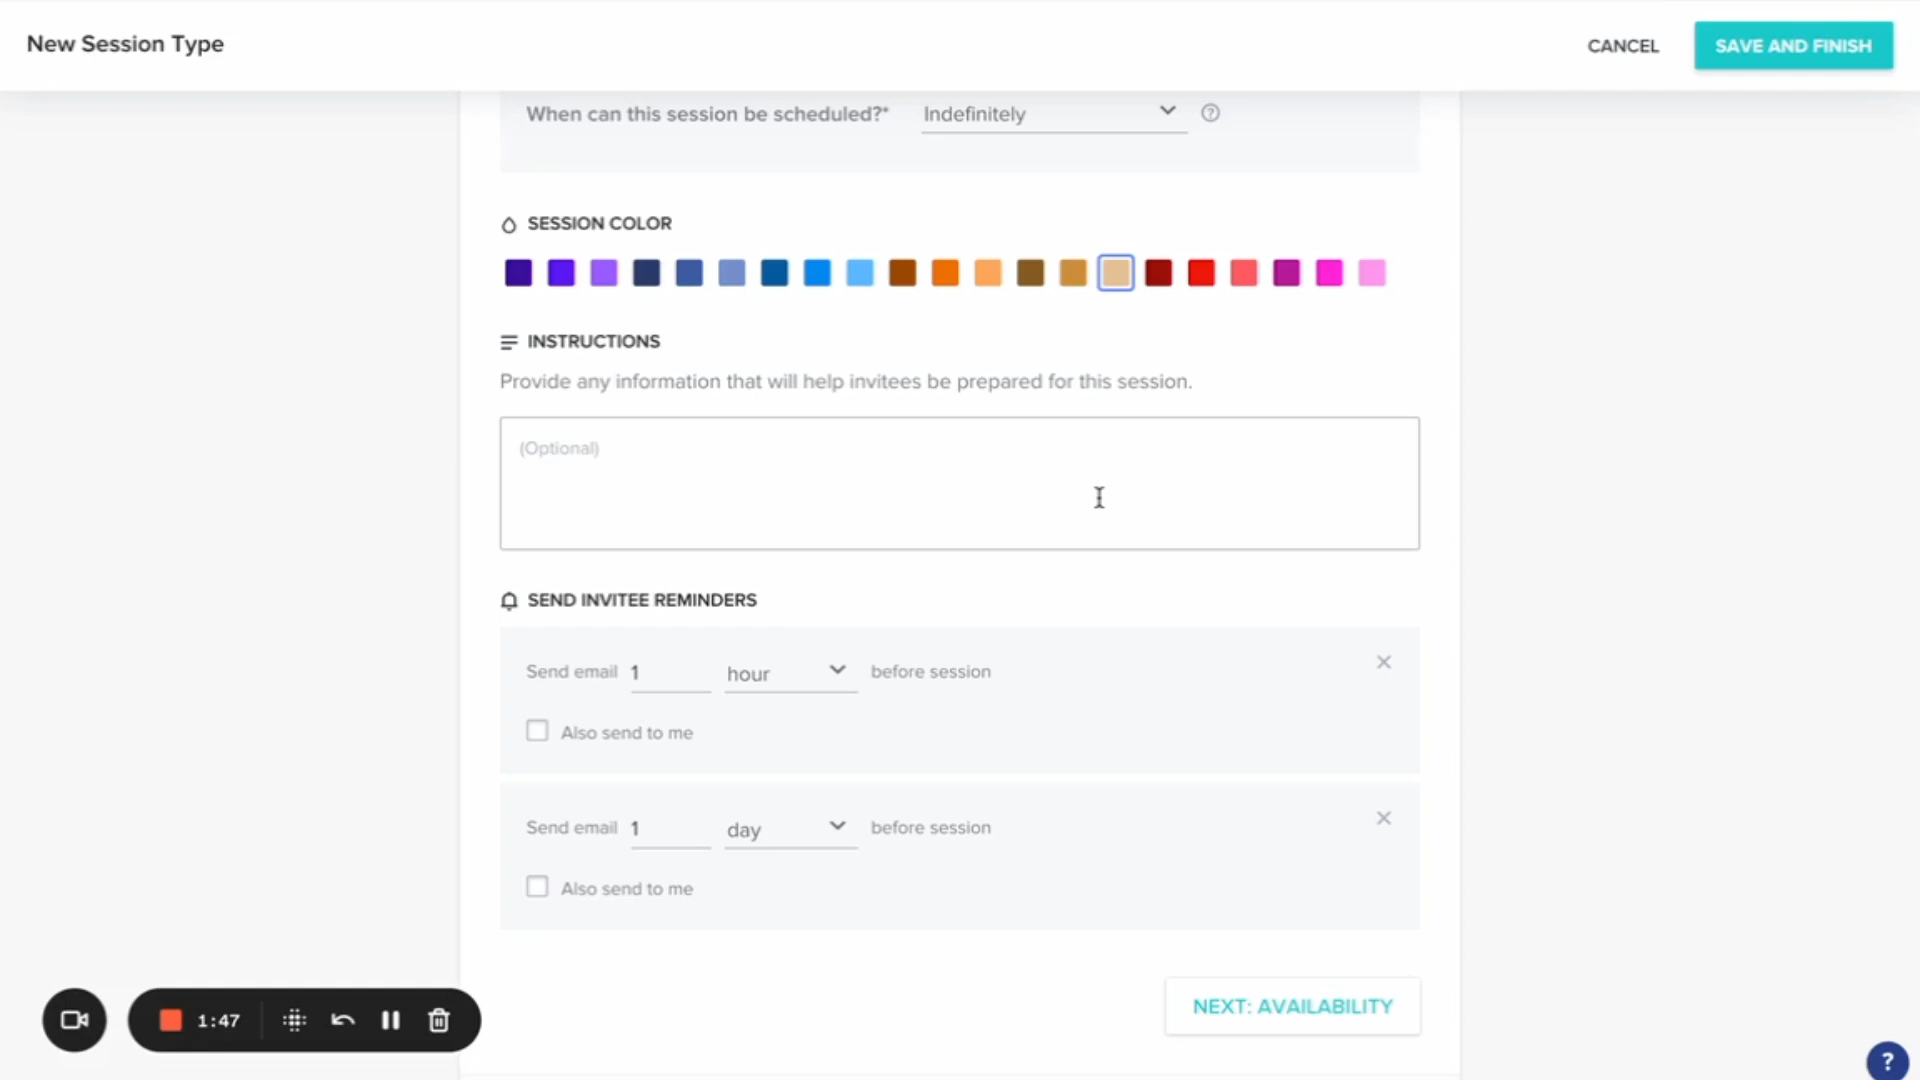 New Session Type
CANCEL
SAVE AND FINISH
When can this session be scheduled?* Indefinitely
SESSION COLOR
INSTRUCTIONS
Provide any information that will help invitees be prepared for this session.
(Optional)
SEND INVITEE REMINDERS
Send email 1 hour before session
Also send to me
Send email 1 day before session
Also send to me
NEXT: AVAILABILITY
1:47
?